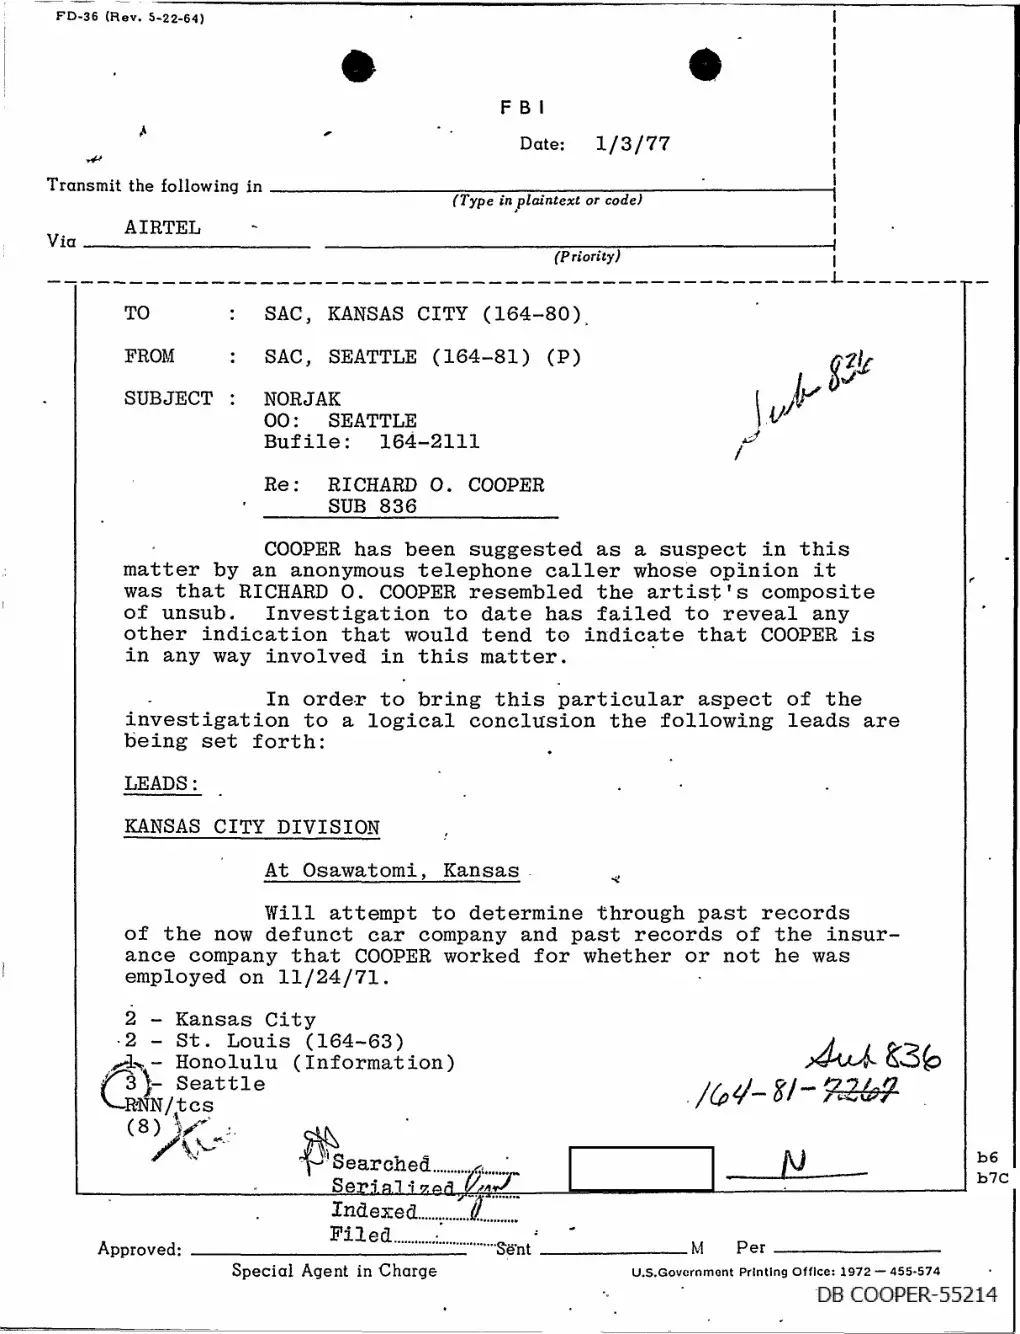 FD-36 (Rev. 5-22-64)
F B I
Date: 1/3/77
Transmit the following in
(Type in plaintext or code)
AIRTEL
Via
(Priority)
TO : SAC, KANSAS CITY (164-80)
FROM : SAC, SEATTLE (164-81) (P)
Sub 836
SUBJECT : NORJAK
OO: SEATTLE
Bufile: 164-2111
Re: RICHARD O. COOPER
SUB 836
COOPER has been suggested as a suspect in this
matter by an anonymous telephone caller whose opinion it
was that RICHARD O. COOPER resembled the artist's composite
of unsub. Investigation to date has failed to reveal any
other indication that would tend to indicate that COOPER is
in any way involved in this matter.
In order to bring this particular aspect of the
investigation to a logical conclusion the following leads are
being set forth:
LEADS:
KANSAS CITY DIVISION
At Osawatomi, Kansas
Will attempt to determine through past records
of the now defunct car company and past records of the insur-
ance company that COOPER worked for whether or not he was
employed on 11/24/71.
2 - Kansas City
2 - St. Louis (164-63)
1 - Honolulu (Information)
3 - Seattle
RNN/tcs
(8)
Sub 836
164-81-7267
Searched
Serialized
Indexed
Filed
N
b6
b7C
Approved: Sent M Per
Special Agent in Charge
U.S.Government Printing Office: 1972 — 455-574
DB COOPER-55214